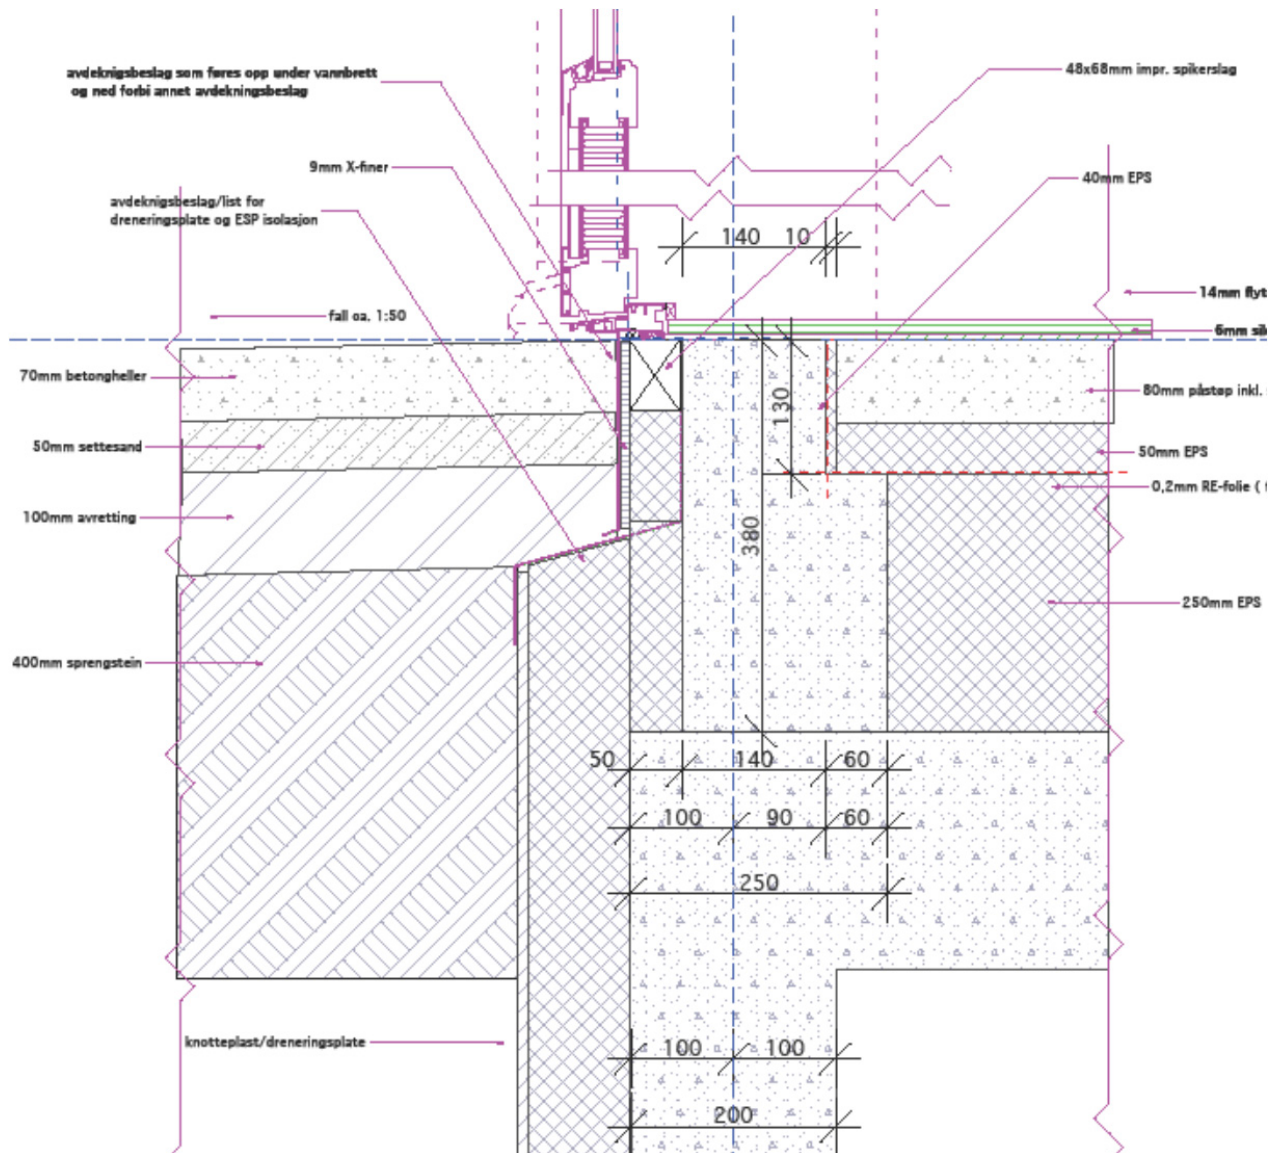 avdeknigsbeslag som føres opp under vannbrett
og ned forbi annet avdekningsbeslag
48x68mm impr. spikerslag
9mm X-finer
40mm EPS
avdeknigsbeslag/list for
dreneringsplate og ESP isolasjon
140 10
14mm flyt
fall ca. 1:50
6mm sil
70mm betongheller
130
80mm påstøp inkl.
50mm settesand
50mm EPS
0,2mm RE-folie (
100mm avretting
380
250mm EPS
400mm sprengstein
50 140 60
100 90 60
250
knotteplast/dreneringsplate
100 100
200